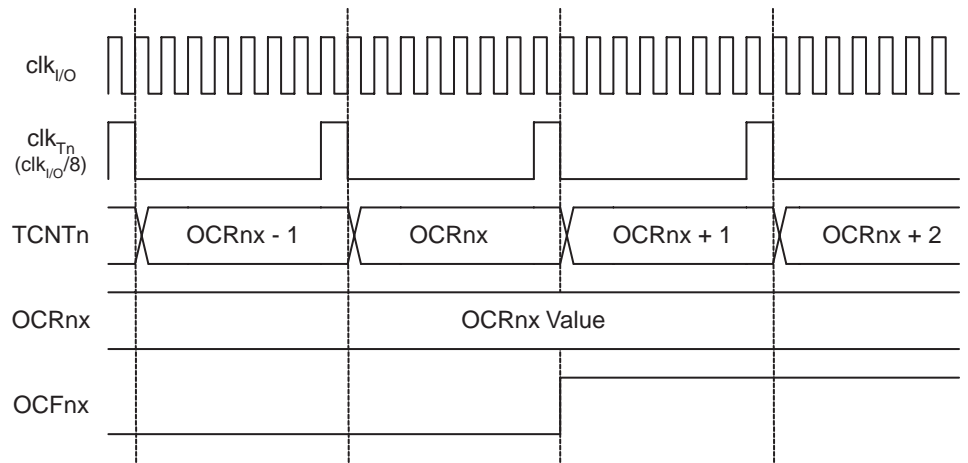 clkI/O
clkTn
(clkI/O/8)
TCNTn OCRnx - 1 OCRnx OCRnx + 1 OCRnx + 2
OCRnx OCRnx Value
OCFnx